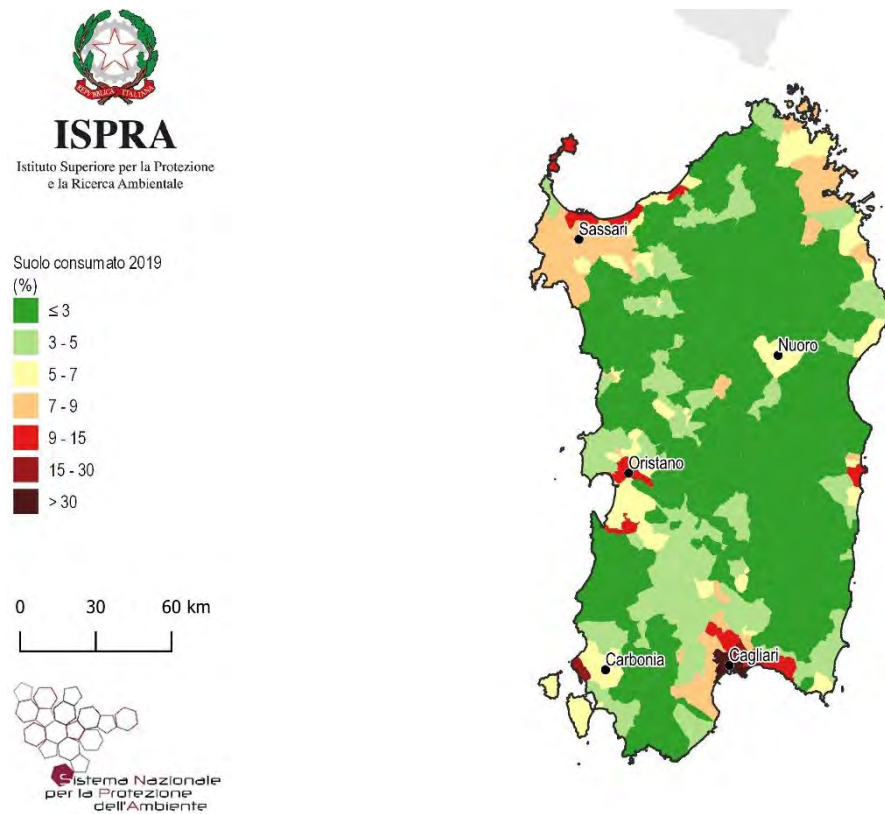 REPVBBLICA ITALIANA
ISPRA
Istituto Superiore per la Protezione
e la Ricerca Ambientale
Suolo consumato 2019
(%)
≤ 3
3 - 5
5 - 7
7 - 9
9 - 15
15 - 30
> 30
0 30 60 km
Sistema Nazionale
per la Protezione
dell'Ambiente
Sassari
Nuoro
Oristano
Carbonia
Cagliari